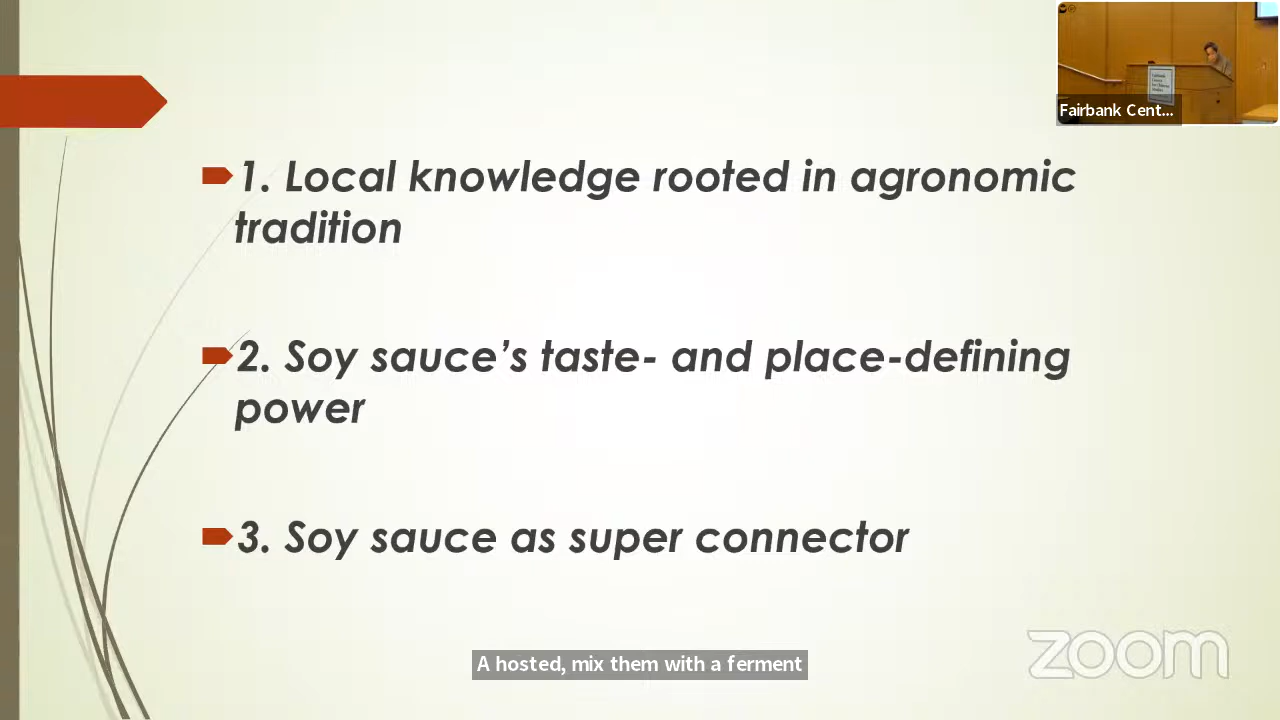 Fairbank Cent...
1. Local knowledge rooted in agronomic
tradition
2. Soy sauce's taste- and place-defining
power
3. Soy sauce as super connector
A hosted, mix them with a ferment
zoom